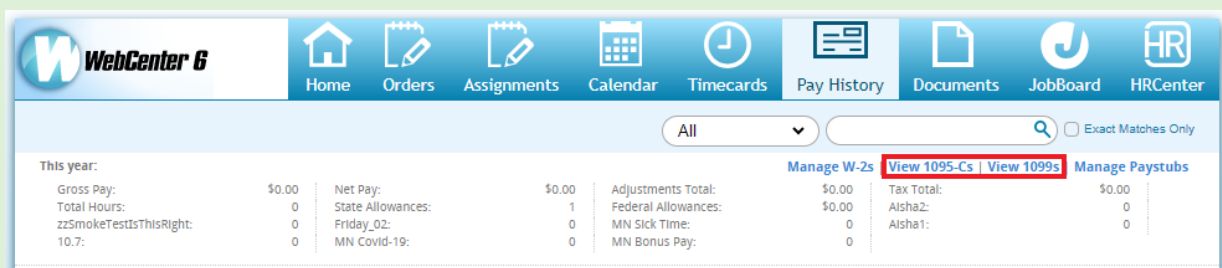 WebCenter 6
Home Orders Assignments Calendar Timecards Pay History Documents JobBoard HRCenter
All Exact Matches Only
This year: Manage W-2s | View 1095-Cs | View 1099s | Manage Paystubs
Gross Pay: $0.00 Net Pay: $0.00 Adjustments Total: $0.00 Tax Total: $0.00
Total Hours: 0 State Allowances: 1 Federal Allowances: $0.00 Aisha2: 0
zzSmokeTestIsThisRight: 0 Friday_02: 0 MN Sick Time: 0 Aisha1: 0
10.7: 0 MN Covid-19: 0 MN Bonus Pay: 0